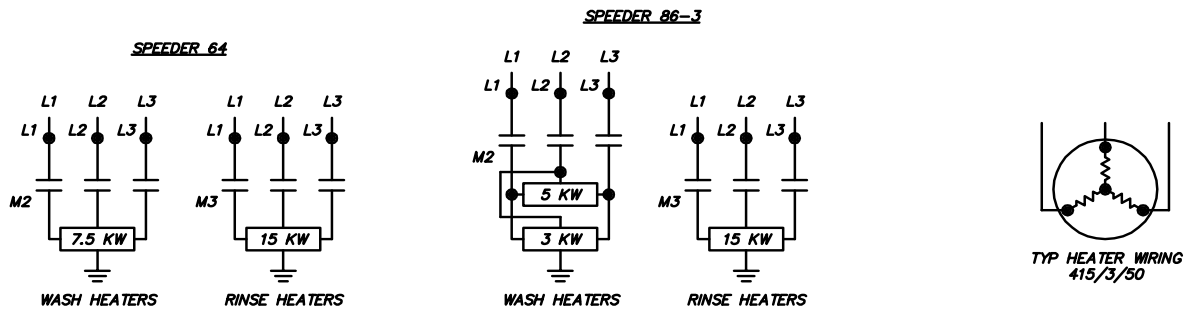 SPEEDER 64
L1 L2 L3
L1 L2 L3
M2
7.5 KW
WASH HEATERS
L1 L2 L3
L1 L2 L3
M3
15 KW
RINSE HEATERS
SPEEDER 86-3
L1 L2 L3
L1 L2 L3
M2
5 KW
3 KW
WASH HEATERS
L1 L2 L3
L1 L2 L3
M3
15 KW
RINSE HEATERS
TYP HEATER WIRING
415/3/50